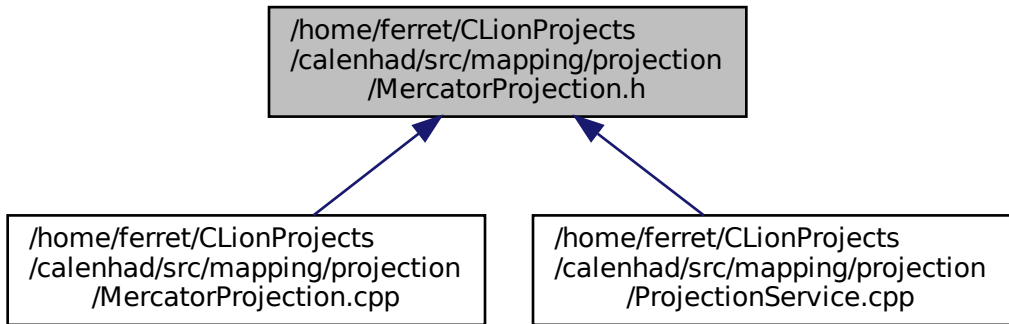 /home/ferret/CLionProjects
/calenhad/src/mapping/projection
/MercatorProjection.h
/home/ferret/CLionProjects
/calenhad/src/mapping/projection
/MercatorProjection.cpp
/home/ferret/CLionProjects
/calenhad/src/mapping/projection
/ProjectionService.cpp